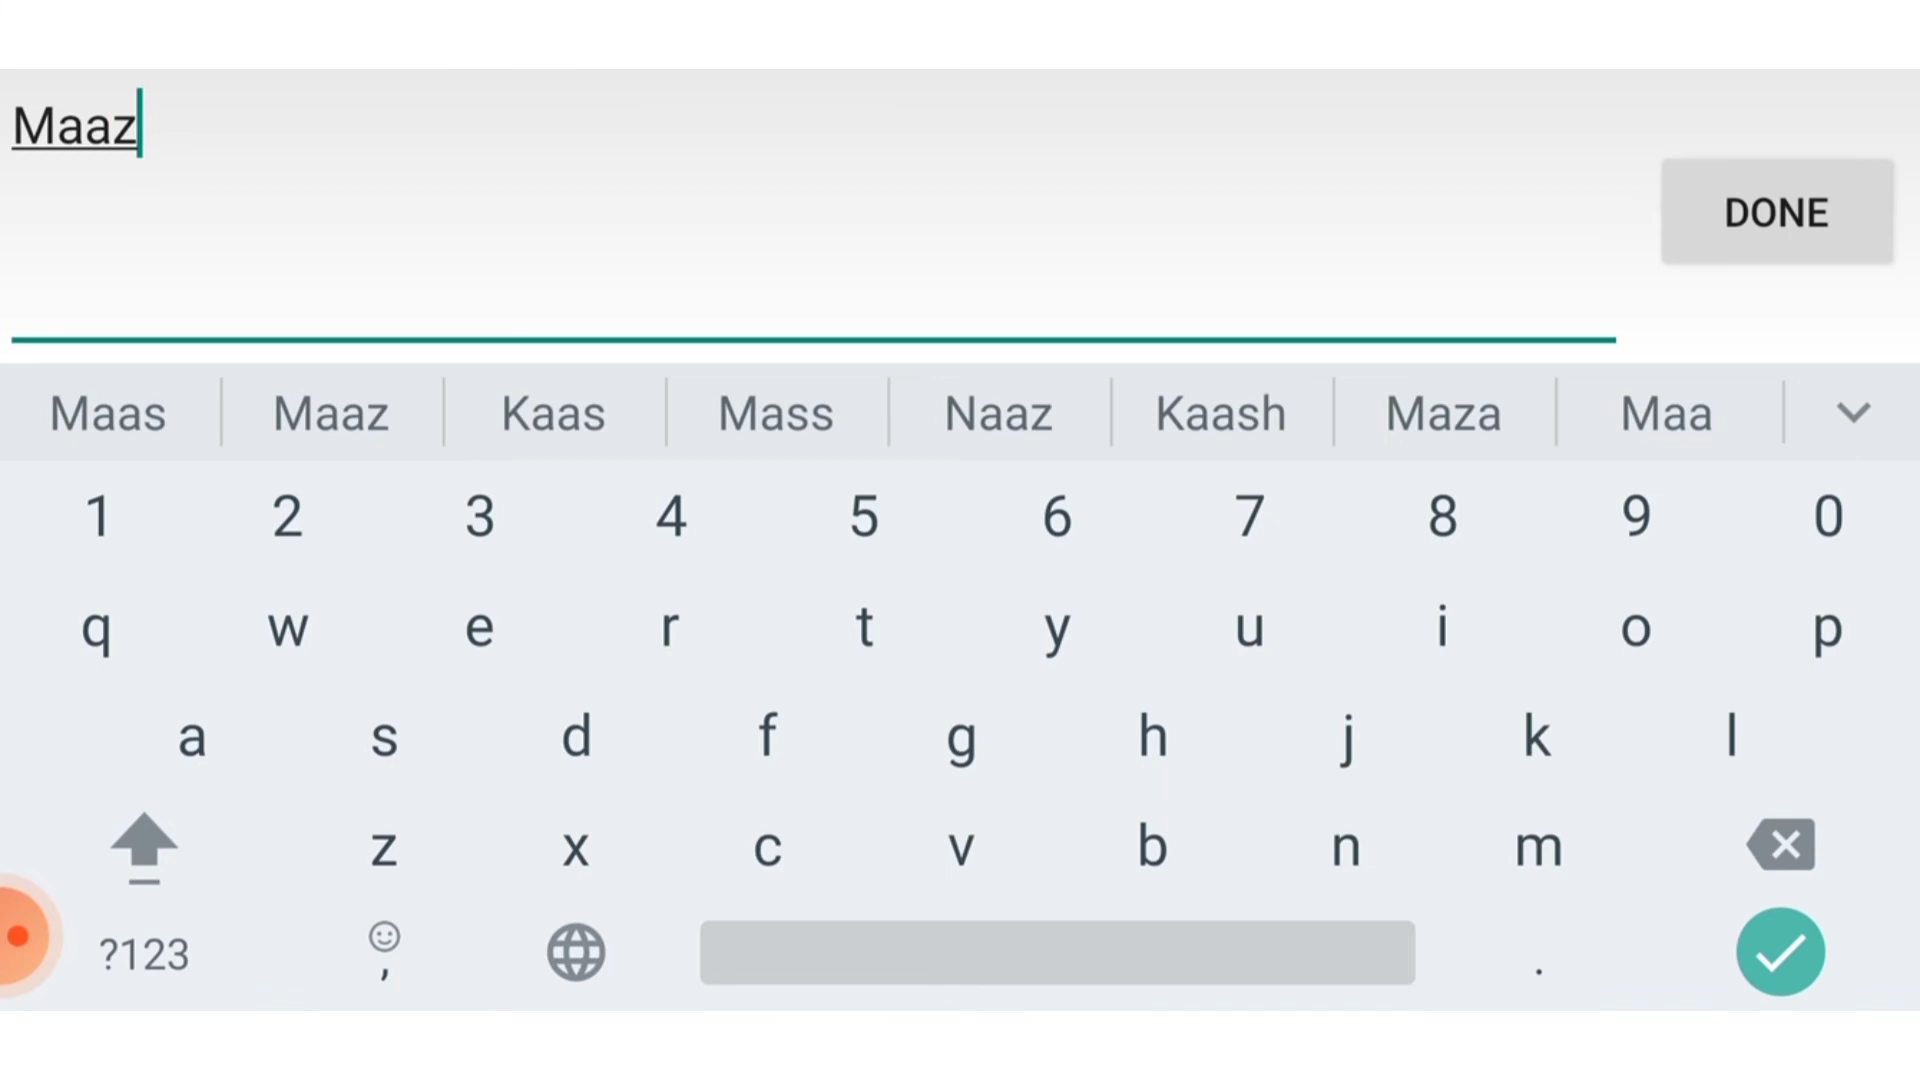 Maaz
DONE
Maas Maaz Kaas Mass Naaz Kaash Maza Maa
1 2 3 4 5 6 7 8 9 0
q w e r t y u i o p
a s d f g h j k l
z x c v b n m
?123 , .